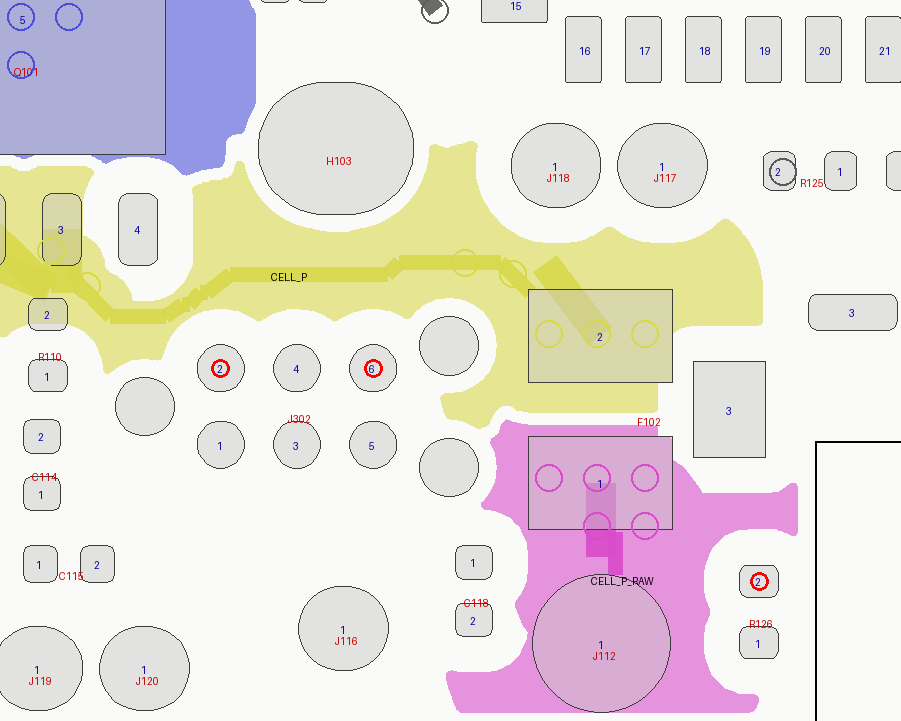 15
5
16 17 18 19 20 21
Q101
H103
1 1 2 1
J118 J117 R125
3 4
CELL_P
2 3
2
R110
1 2 4 6
3
J302 F102
2 1 3 5
C114 1
1
1 2 1
C115 CELL_P_RAW 2
C118 R126
2
1 1 1 1
J116 J112
1 1
J119 J120